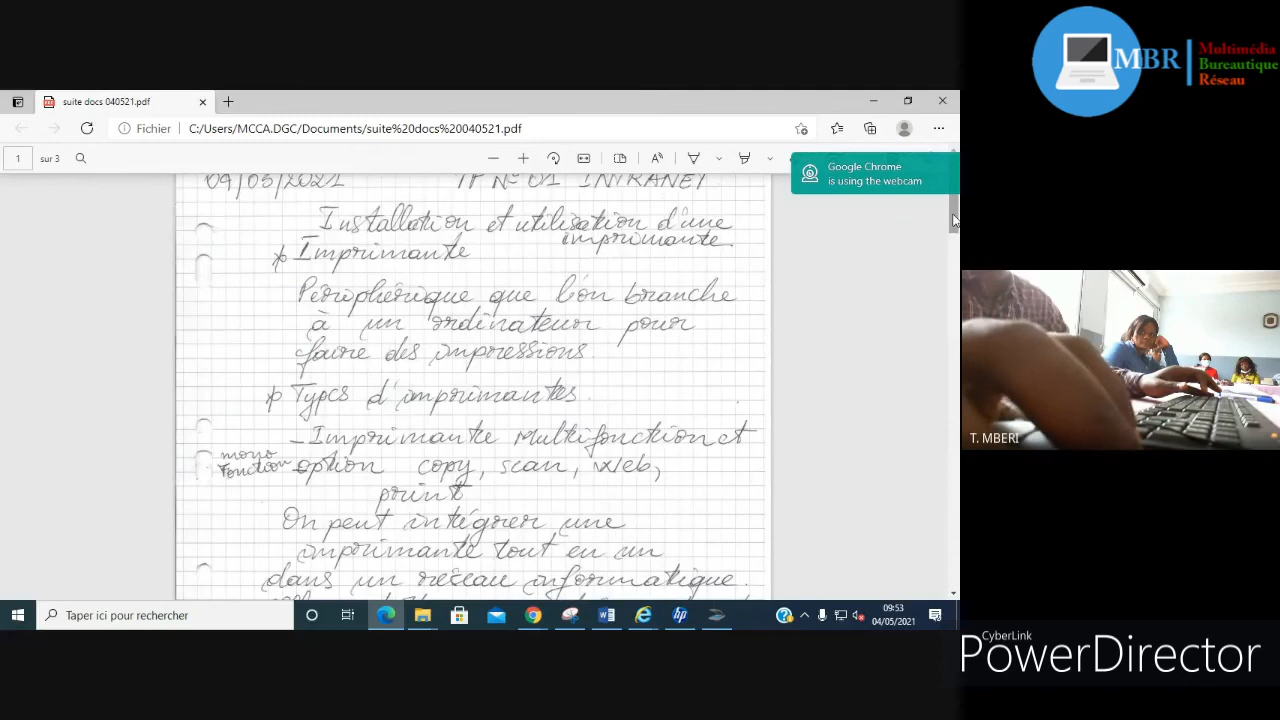 suite docs 040521.pdf
Fichier
C:/Users/MCCA.DGC/Documents/suite%20docs%20040521.pdf
1
sur 3
Google Chrome
is using the webcam
04/05/2021 TP N° 01 INTRANET
Installation et utilisation d'une
imprimante.
* Imprimante
Périphérique que l'on branche
à un ordinateur pour
faire des impressions.
* Types d'imprimantes.
- Imprimante Multifonction et
mono
fonction
- option copy, scan, Web,
print
On peut intégrer une
imprimante tout en un
dans un réseau informatique.
Taper ici pour rechercher
09:53
04/05/2021
MBR
Multimédia
Bureautique
Réseau
T. MBERI
CyberLink
PowerDirector